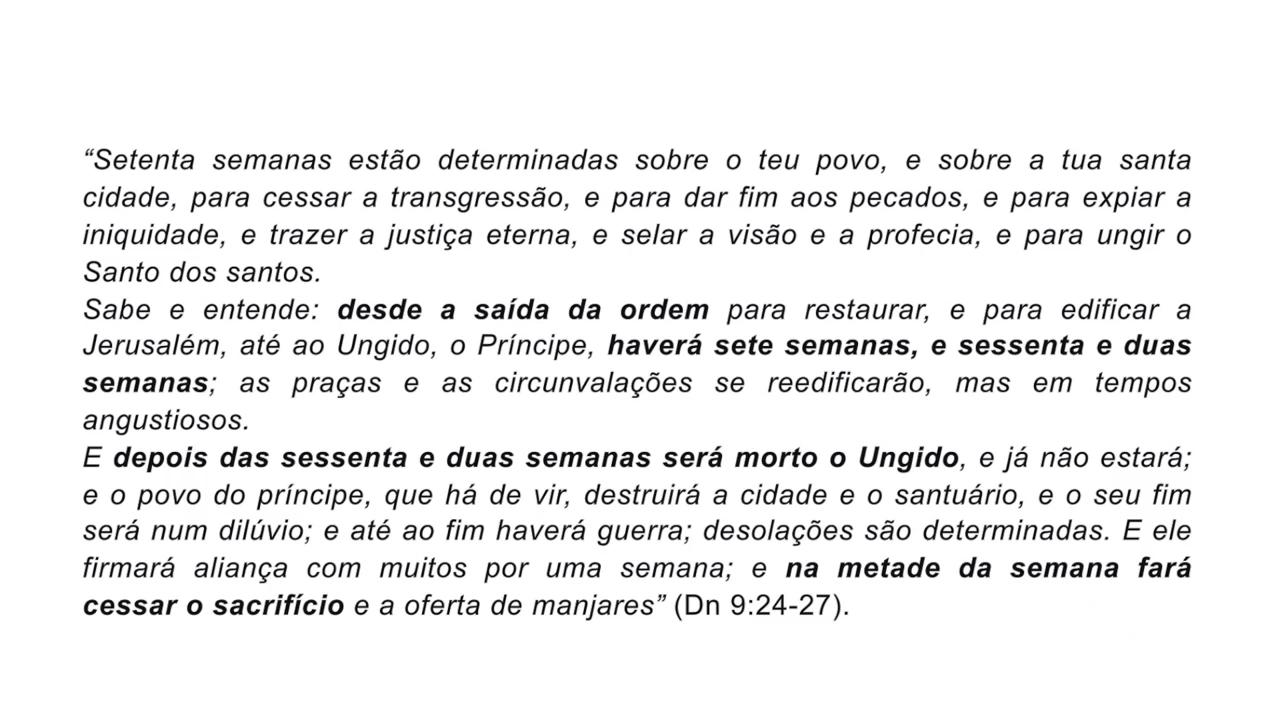 “Setenta semanas estão determinadas sobre o teu povo, e sobre a tua santa
cidade, para cessar a transgressão, e para dar fim aos pecados, e para expiar a
iniquidade, e trazer a justiça eterna, e selar a visão e a profecia, e para ungir o
Santo dos santos.
Sabe e entende: desde a saída da ordem para restaurar, e para edificar a
Jerusalém, até ao Ungido, o Príncipe, haverá sete semanas, e sessenta e duas
semanas; as praças e as circunvalações se reedificarão, mas em tempos
angustiosos.
E depois das sessenta e duas semanas será morto o Ungido, e já não estará;
e o povo do príncipe, que há de vir, destruirá a cidade e o santuário, e o seu fim
será num dilúvio; e até ao fim haverá guerra; desolações são determinadas. E ele
firmará aliança com muitos por uma semana; e na metade da semana fará
cessar o sacrifício e a oferta de manjares” (Dn 9:24-27).